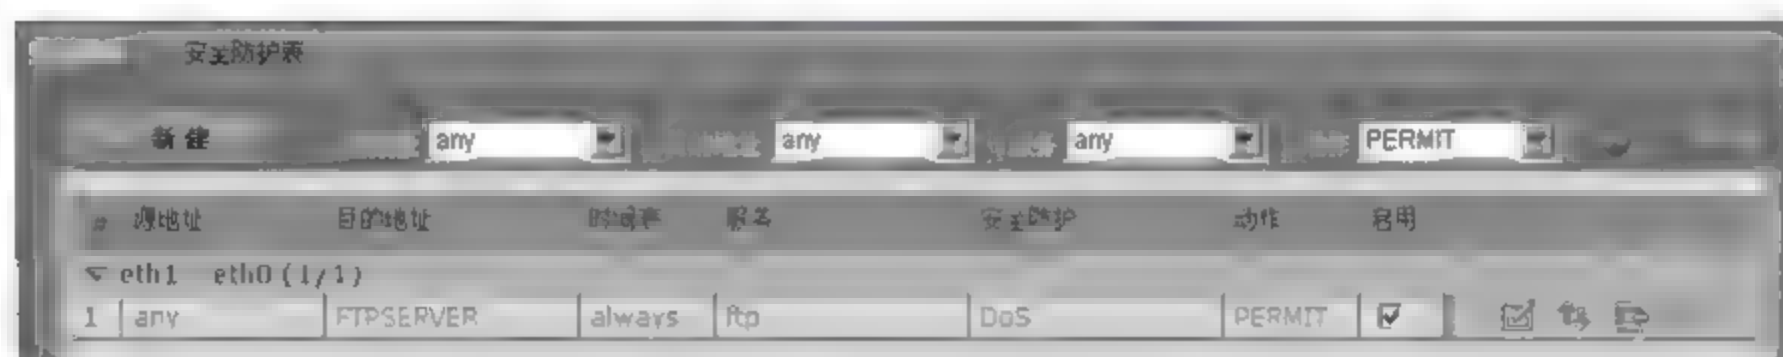 安全防护表
新建 any any any PERMIT
# 源地址 目的地址 时间表 服务 安全防护 动作 启用
eth1 eth0 (1/1)
1 any FTPSERVER always ftp DoS PERMIT